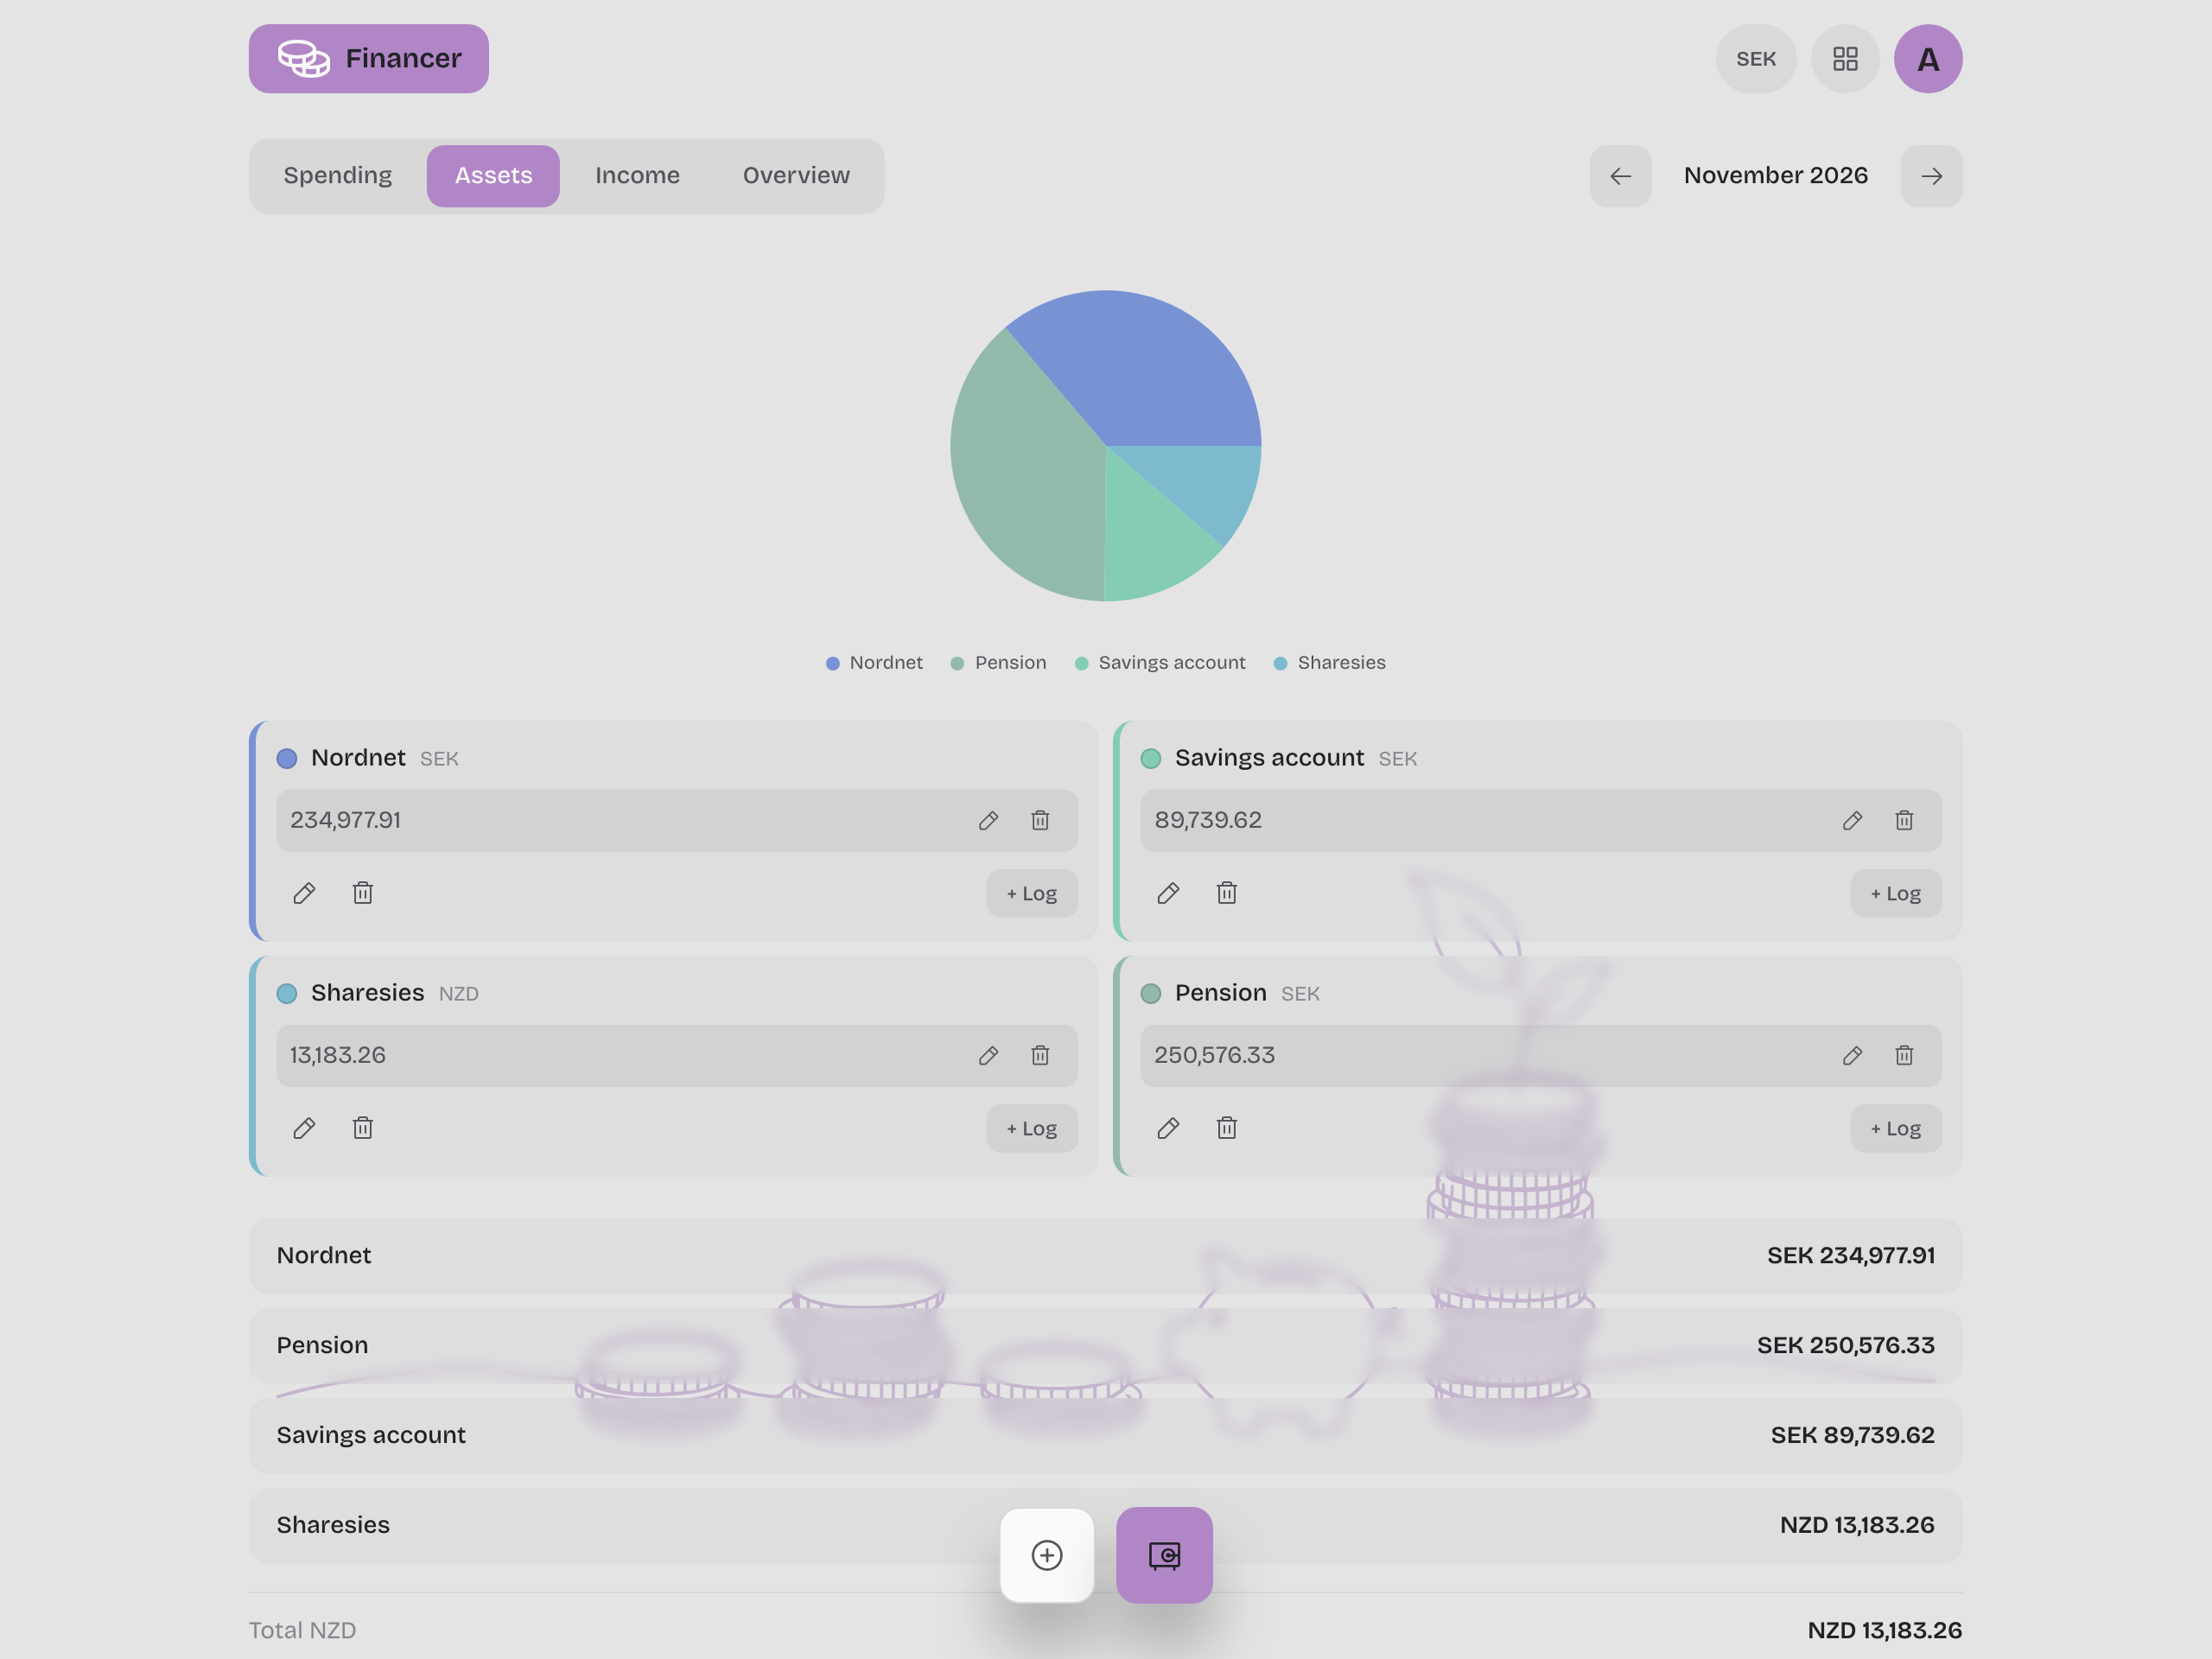 Financer
SEK
A
Spending Assets Income Overview
November 2026
Nordnet Pension Savings account Sharesies
Nordnet SEK
234,977.91
+ Log
Savings account SEK
89,739.62
+ Log
Sharesies NZD
13,183.26
+ Log
Pension SEK
250,576.33
+ Log
Nordnet SEK 234,977.91
Pension SEK 250,576.33
Savings account SEK 89,739.62
Sharesies NZD 13,183.26
Total NZD NZD 13,183.26